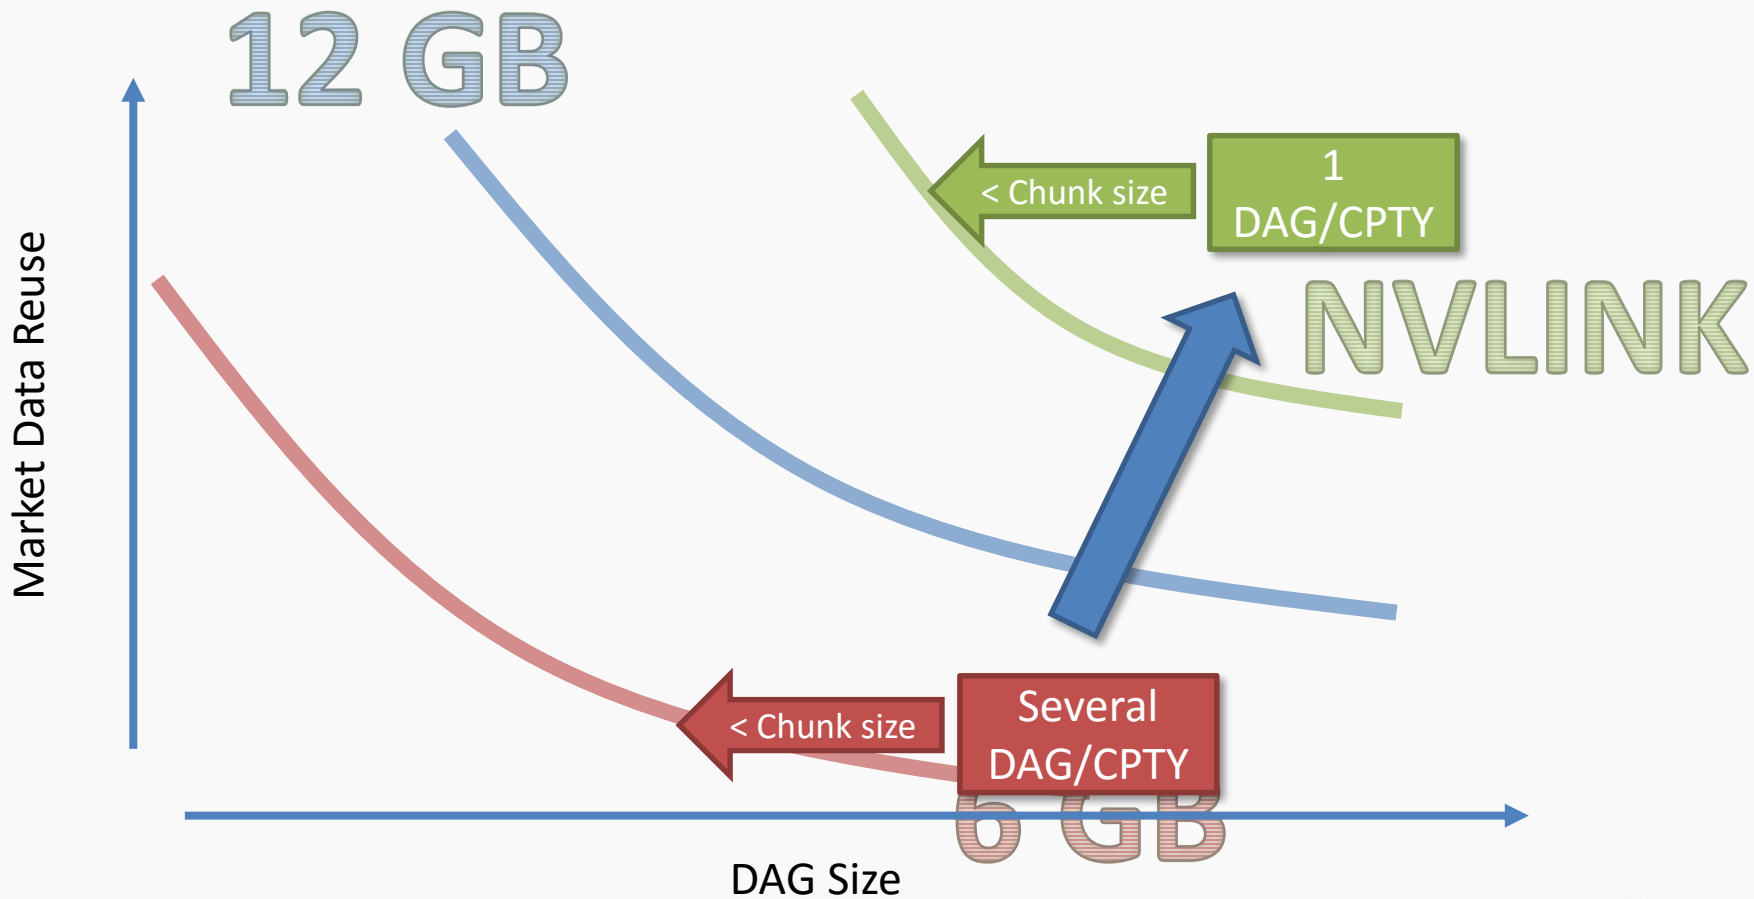 12 GB
Market Data Reuse
< Chunk size
1
DAG/CPTY
NVLINK
< Chunk size
Several
DAG/CPTY
6 GB
DAG Size